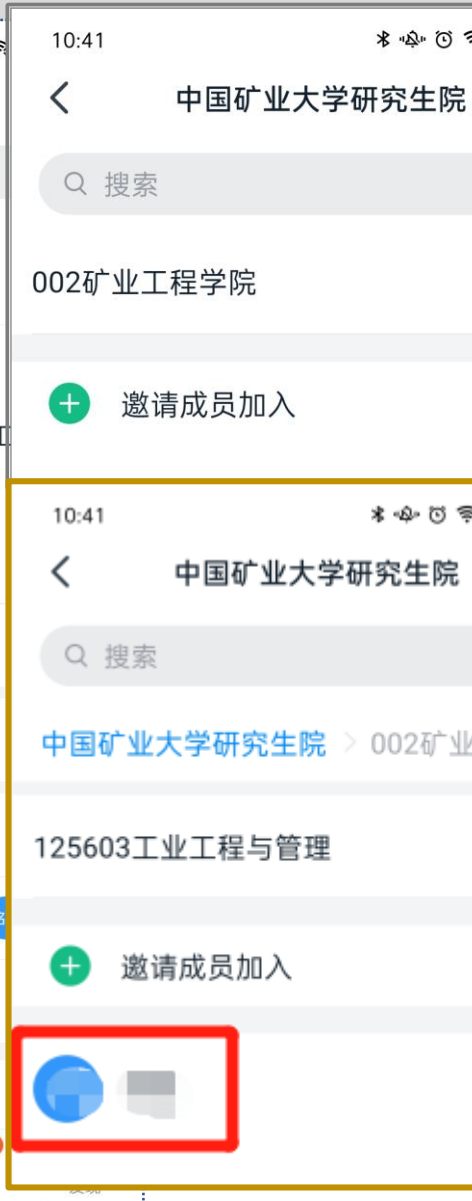 10:41
中国矿业大学研究生院
搜索
002矿业工程学院
邀请成员加入
10:41
中国矿业大学研究生院
搜索
中国矿业大学研究生院 > 002矿业
125603工业工程与管理
邀请成员加入